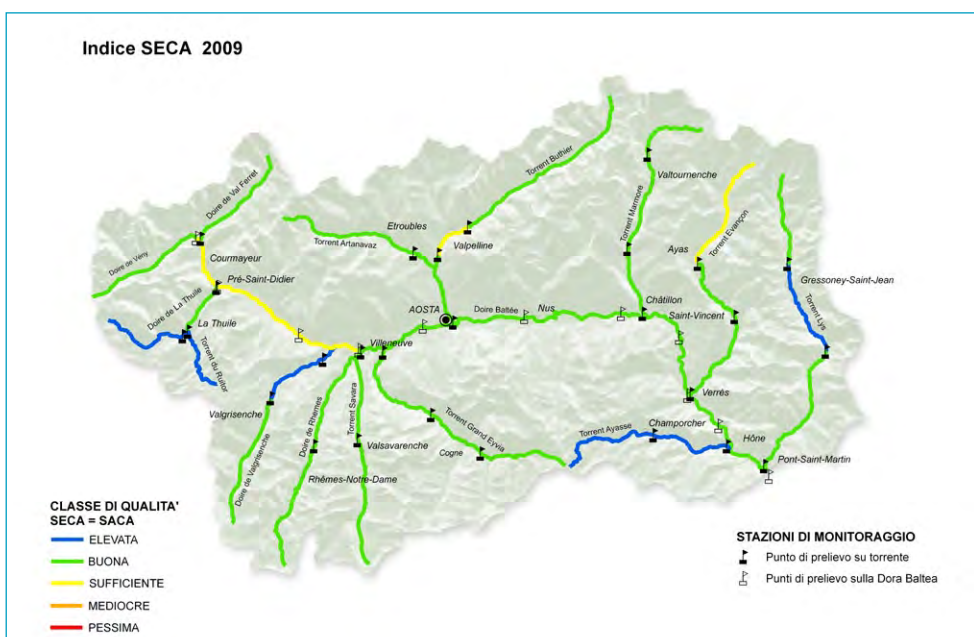 Indice SECA 2009
Doire de Val Ferret
Doire de Vény
Courmayeur
Pré-Saint-Didier
Doire de La Thuile
La Thuile
Torrent du Ruitor
Torrent Artanavaz
Etroubles
Torrent Buthier
Valpelline
AOSTA
Doire Baltée
Nus
Torrent Marmore
Valtournenche
Châtillon
Saint-Vincent
Ayas
Torrent Evançon
Gressoney-Saint-Jean
Torrent Lys
Villeneuve
Valgrisenche
Doire de Valgrisenche
Doire de Rhemes
Rhêmes-Notre-Dame
Torrent Savara
Valsavarenche
Torrent Grand Eyvia
Cogne
Torrent Ayasse
Champorcher
Verrès
Hône
Pont-Saint-Martin
CLASSE DI QUALITA'
SECA = SACA
ELEVATA
BUONA
SUFFICIENTE
MEDIOCRE
PESSIMA
STAZIONI DI MONITORAGGIO
Punto di prelievo su torrente
Punti di prelievo sulla Dora Baltea